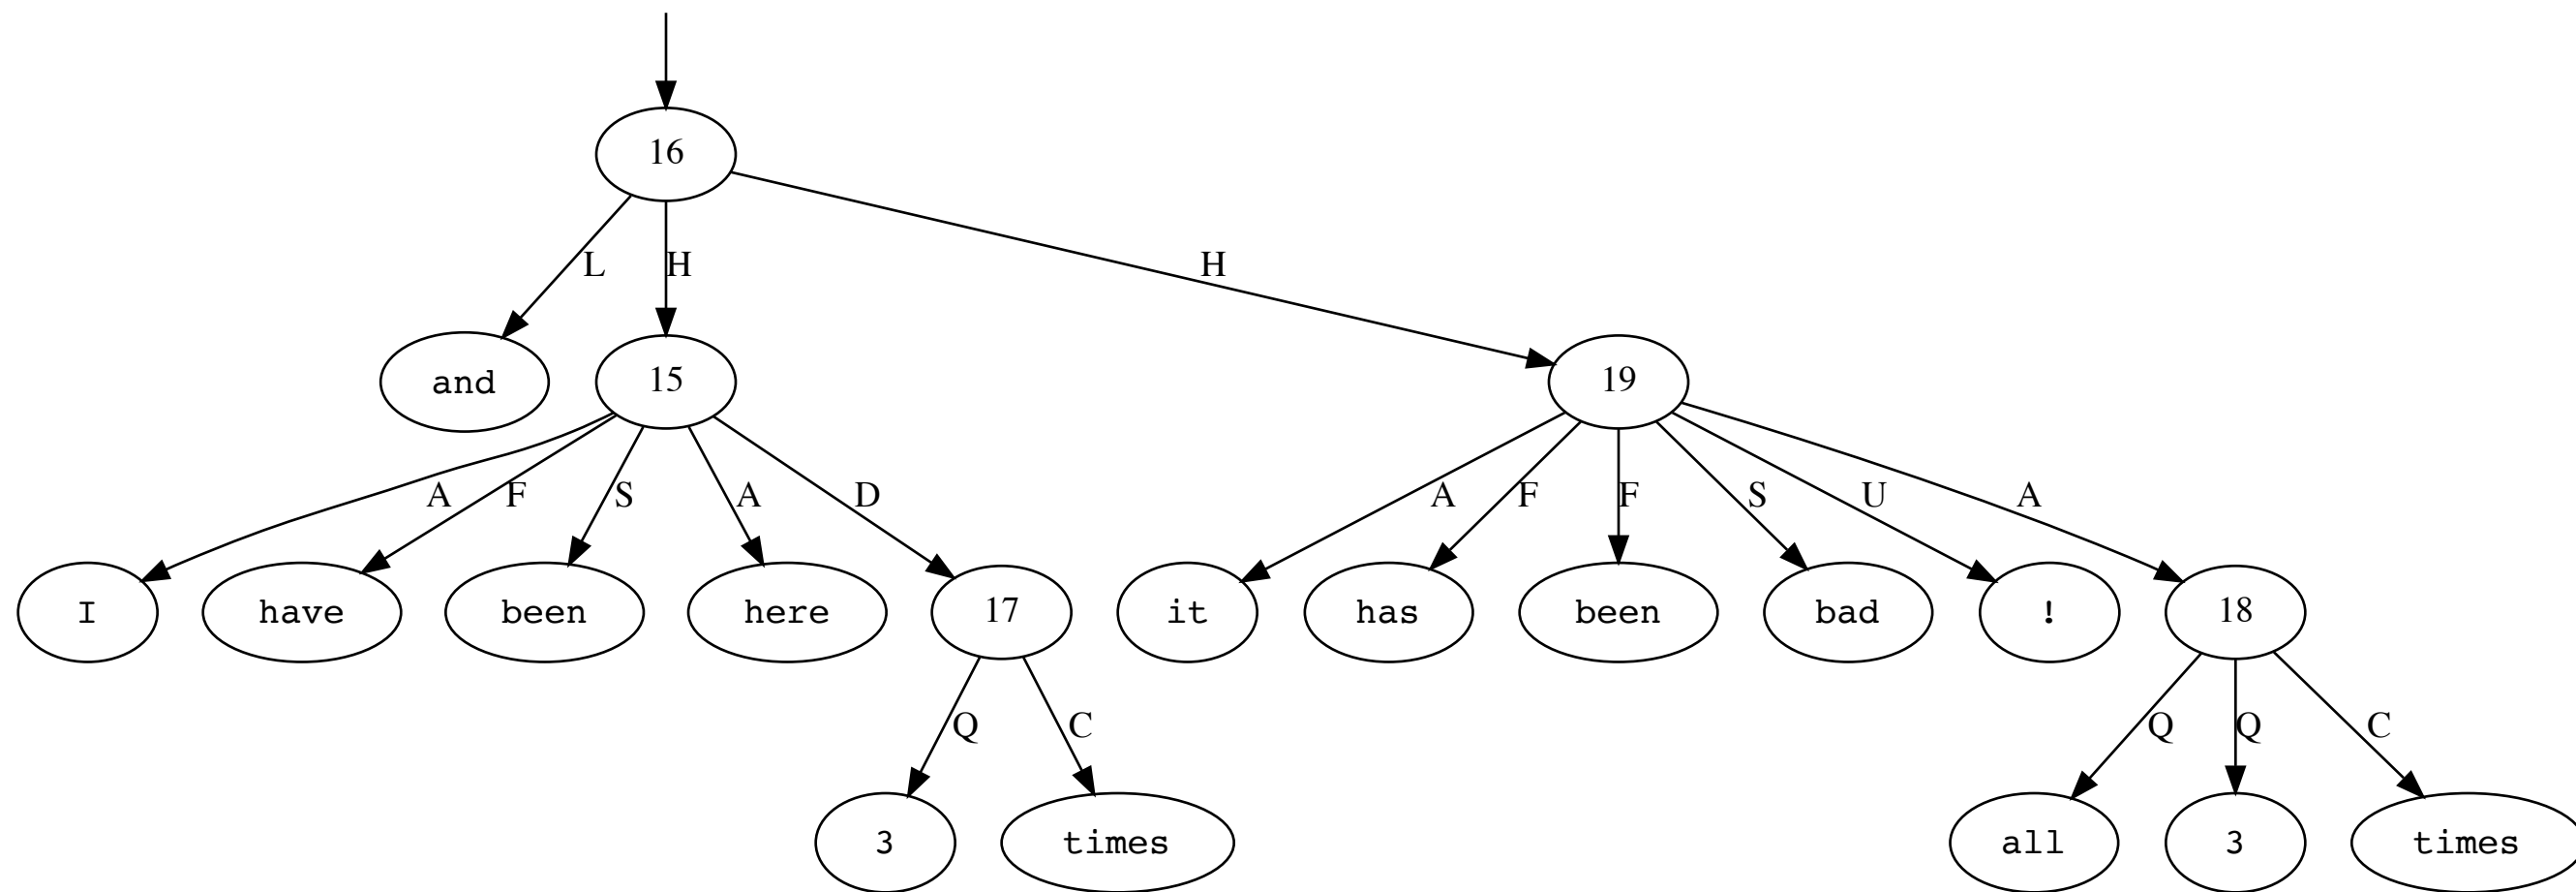 16
L H H
and 15 19
A F S A D A F F S U A
I have been here 17 it has been bad ! 18
Q C Q Q C
3 times all 3 times